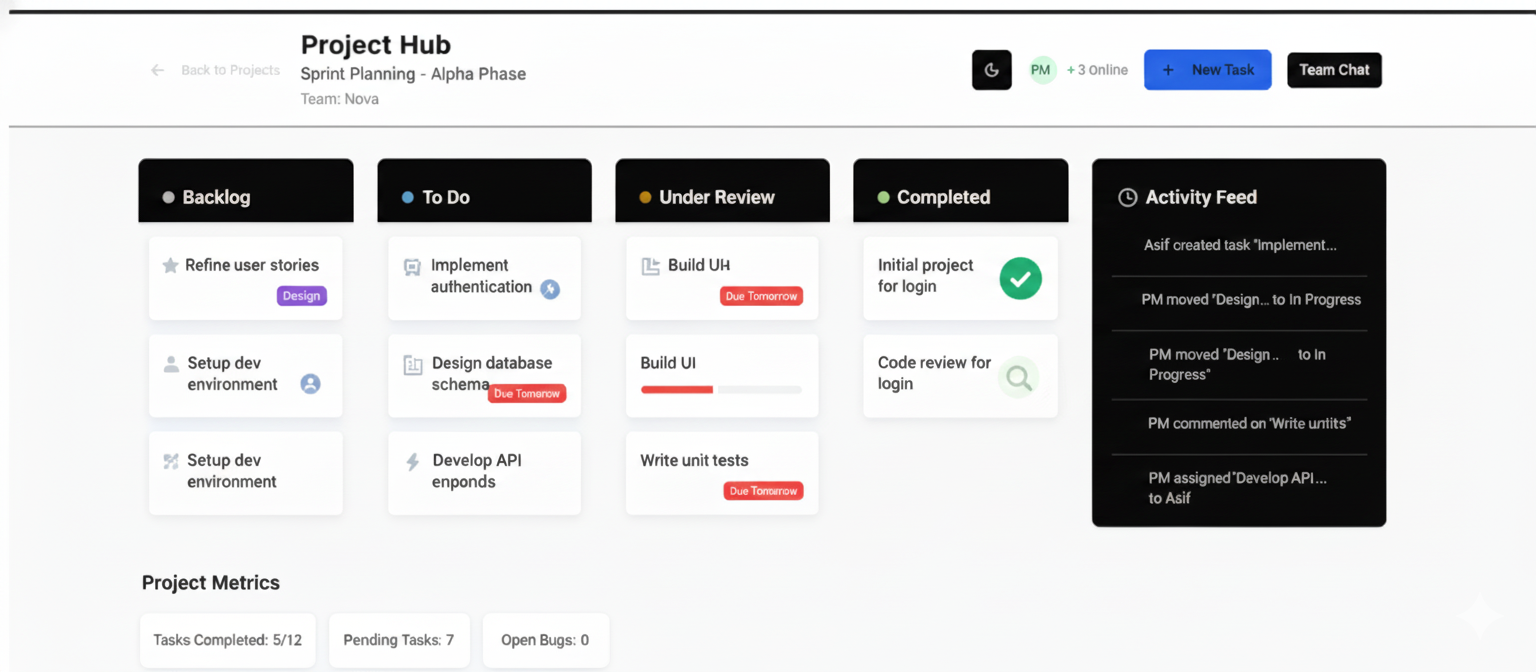 Project Hub
← Back to Projects
Sprint Planning - Alpha Phase
Team: Nova
PM
+ 3 Online
+ New Task
Team Chat
Backlog
Refine user stories
Design
Setup dev
environment
Setup dev
environment
To Do
Implement
authentication
Design database
schema
Due Tomorrow
Develop API
enponds
Under Review
Build UH
Due Tomorrow
Build UI
Write unit tests
Due Tomorrow
Completed
Initial project
for login
Code review for
login
Activity Feed
Asif created task "Implement...
PM moved "Design... to In Progress
PM moved "Design .. to In
Progress"
PM commented on "Write untits"
PM assigned "Develop API ...
to Asif
Project Metrics
Tasks Completed: 5/12
Pending Tasks: 7
Open Bugs: 0